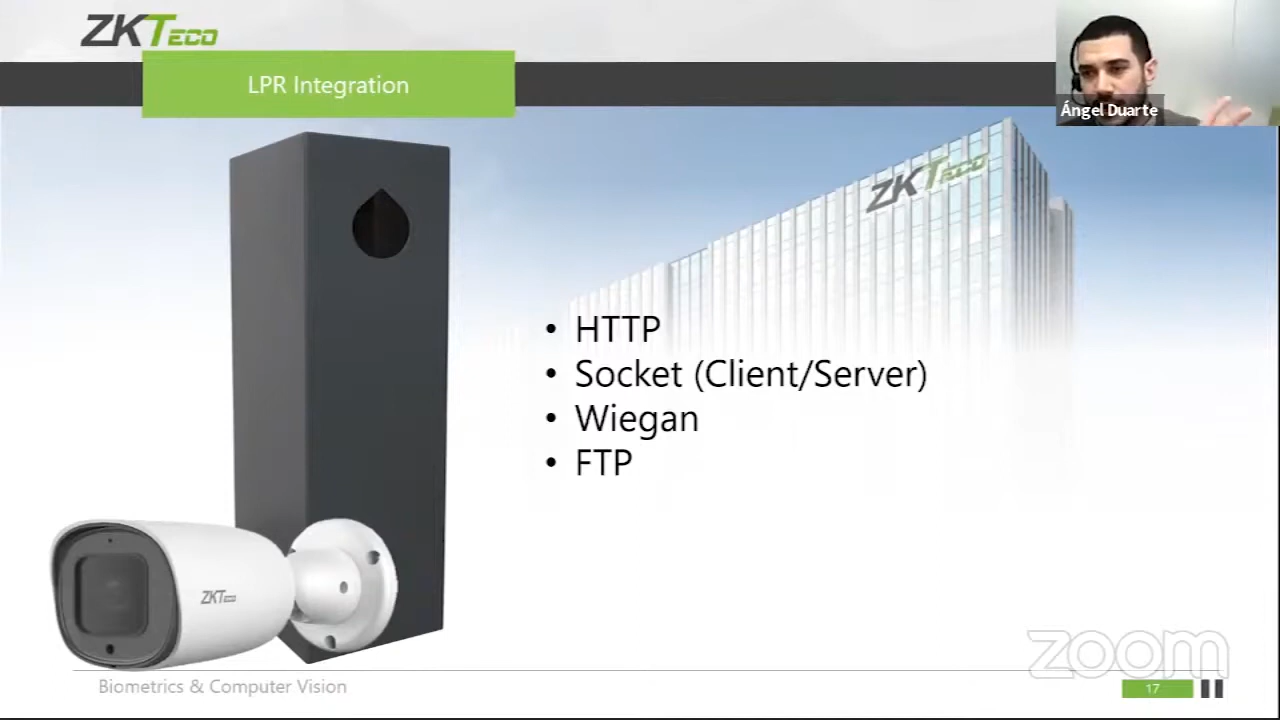 ZKTECO
LPR Integration
Ángel Duarte
ZKTECO
• HTTP
• Socket (Client/Server)
• Wiegan
• FTP
ZKTECO
zoom
Biometrics & Computer Vision
17